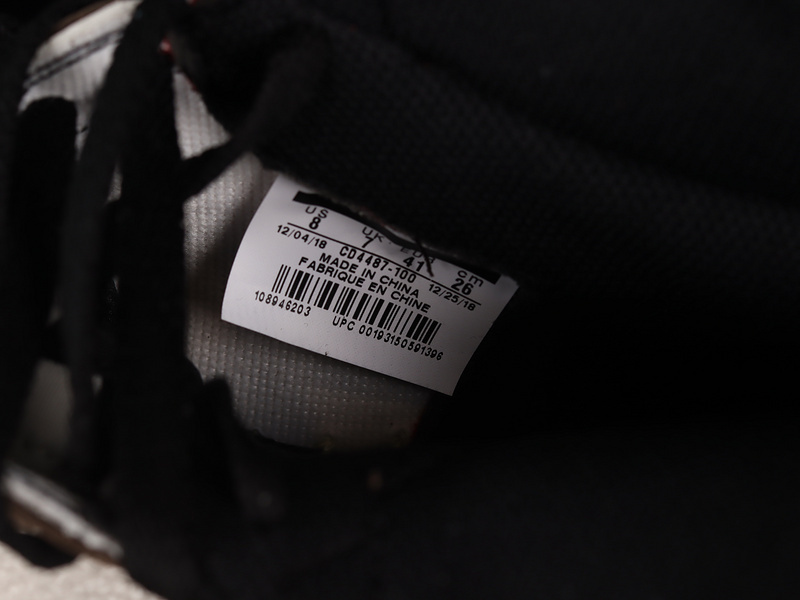 US UK EUR cm
8 7 41 26
12/04/18 CD4487-100 12/25/18
MADE IN CHINA
FABRIQUE EN CHINE
108946203 UPC 00193150591396